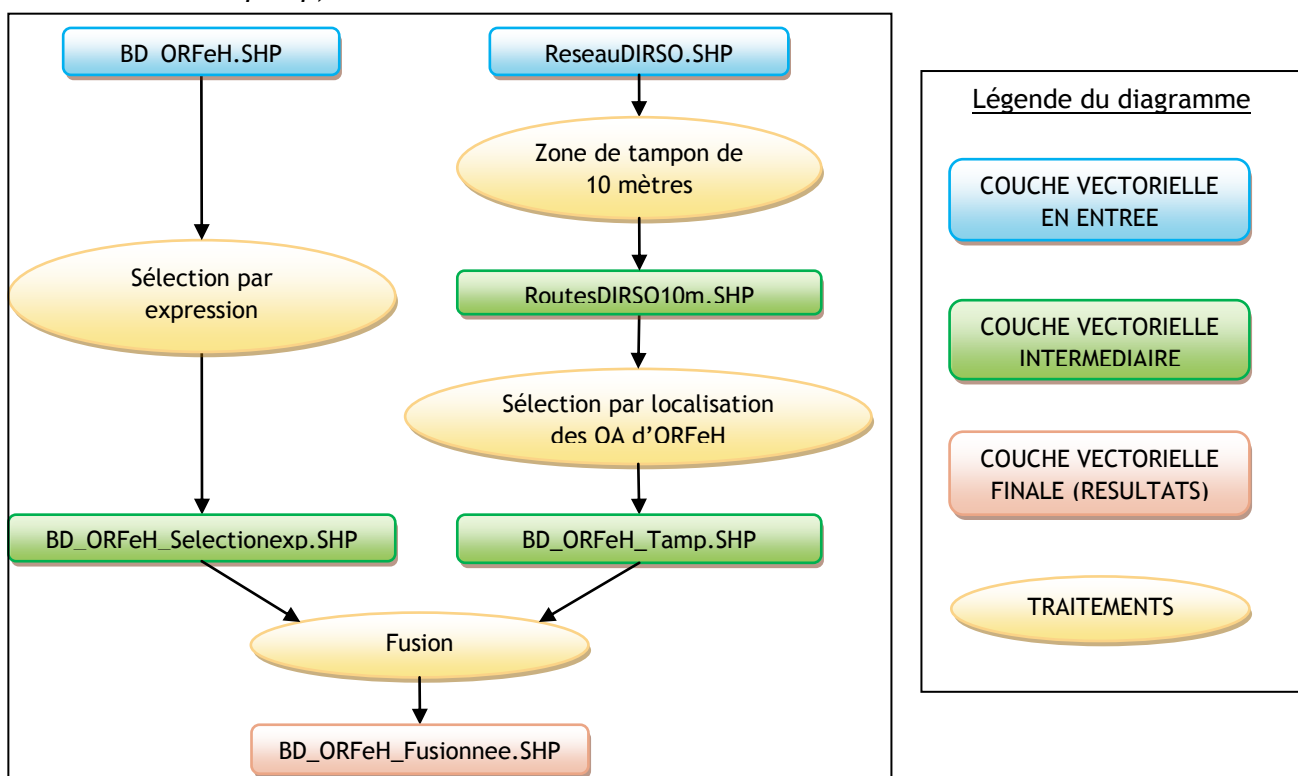 BD_ORFeH.SHP
ReseauDIRSO.SHP
Zone de tampon de
10 mètres
Sélection par
expression
RoutesDIRSO10m.SHP
Sélection par localisation
des OA d'ORFeH
BD_ORFeH_Selectionexp.SHP
BD_ORFeH_Tamp.SHP
Fusion
BD_ORFeH_Fusionnee.SHP
Légende du diagramme
COUCHE VECTORIELLE
EN ENTREE
COUCHE VECTORIELLE
INTERMEDIAIRE
COUCHE VECTORIELLE
FINALE (RESULTATS)
TRAITEMENTS